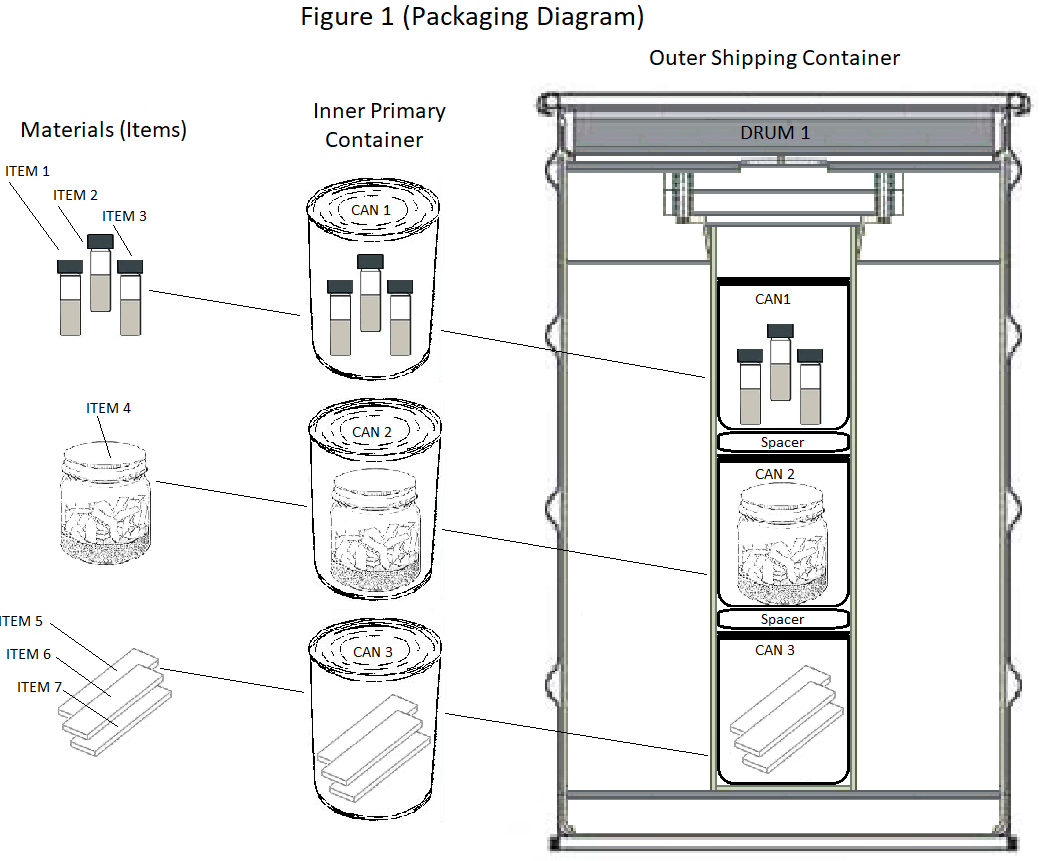 Figure 1 (Packaging Diagram)
Outer Shipping Container
Inner Primary
Container
Materials (Items)
DRUM 1
ITEM 1
ITEM 2
ITEM 3
CAN 1
CAN1
ITEM 4
CAN 2
Spacer
CAN 2
Spacer
ITEM 5
ITEM 6
ITEM 7
CAN 3
CAN 3